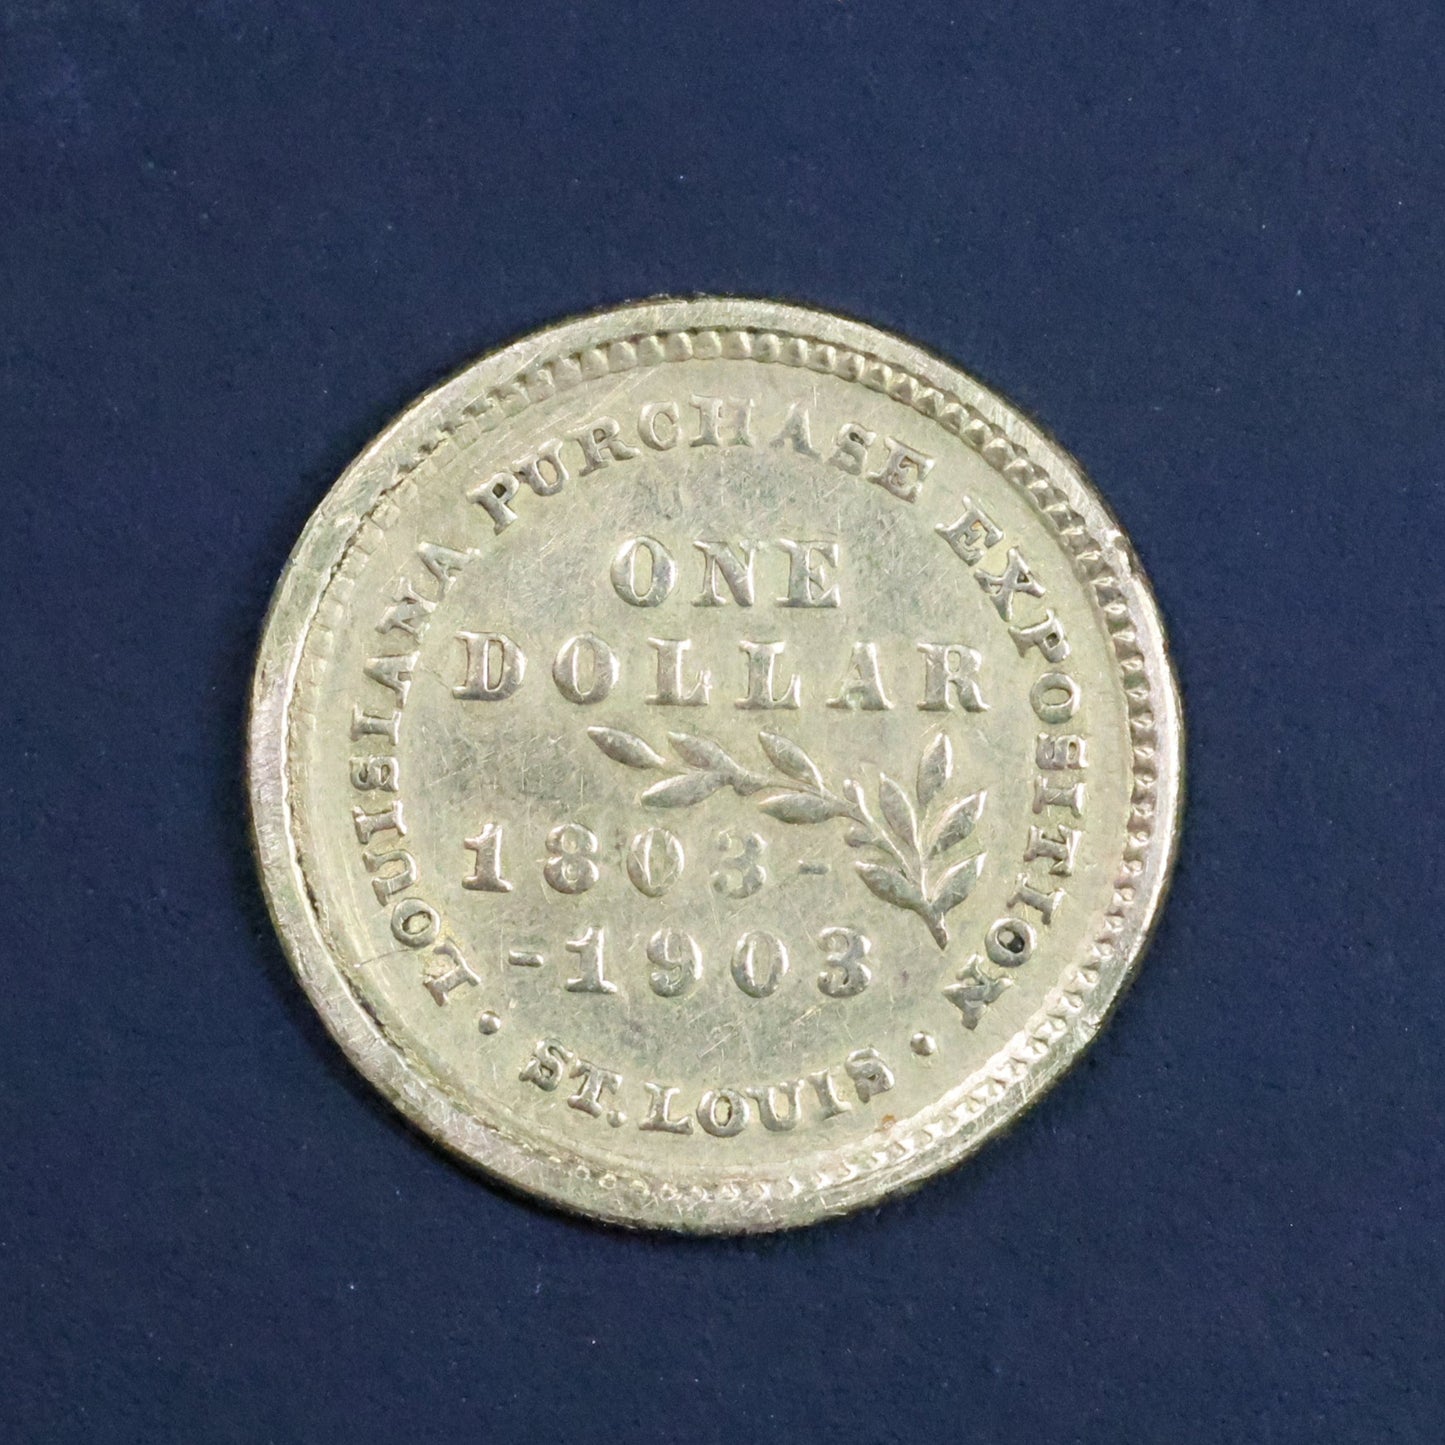 LOUISIANA PURCHASE EXPOSITION
ONE
DOLLAR
1803-
-1903
· ST. LOUIS ·